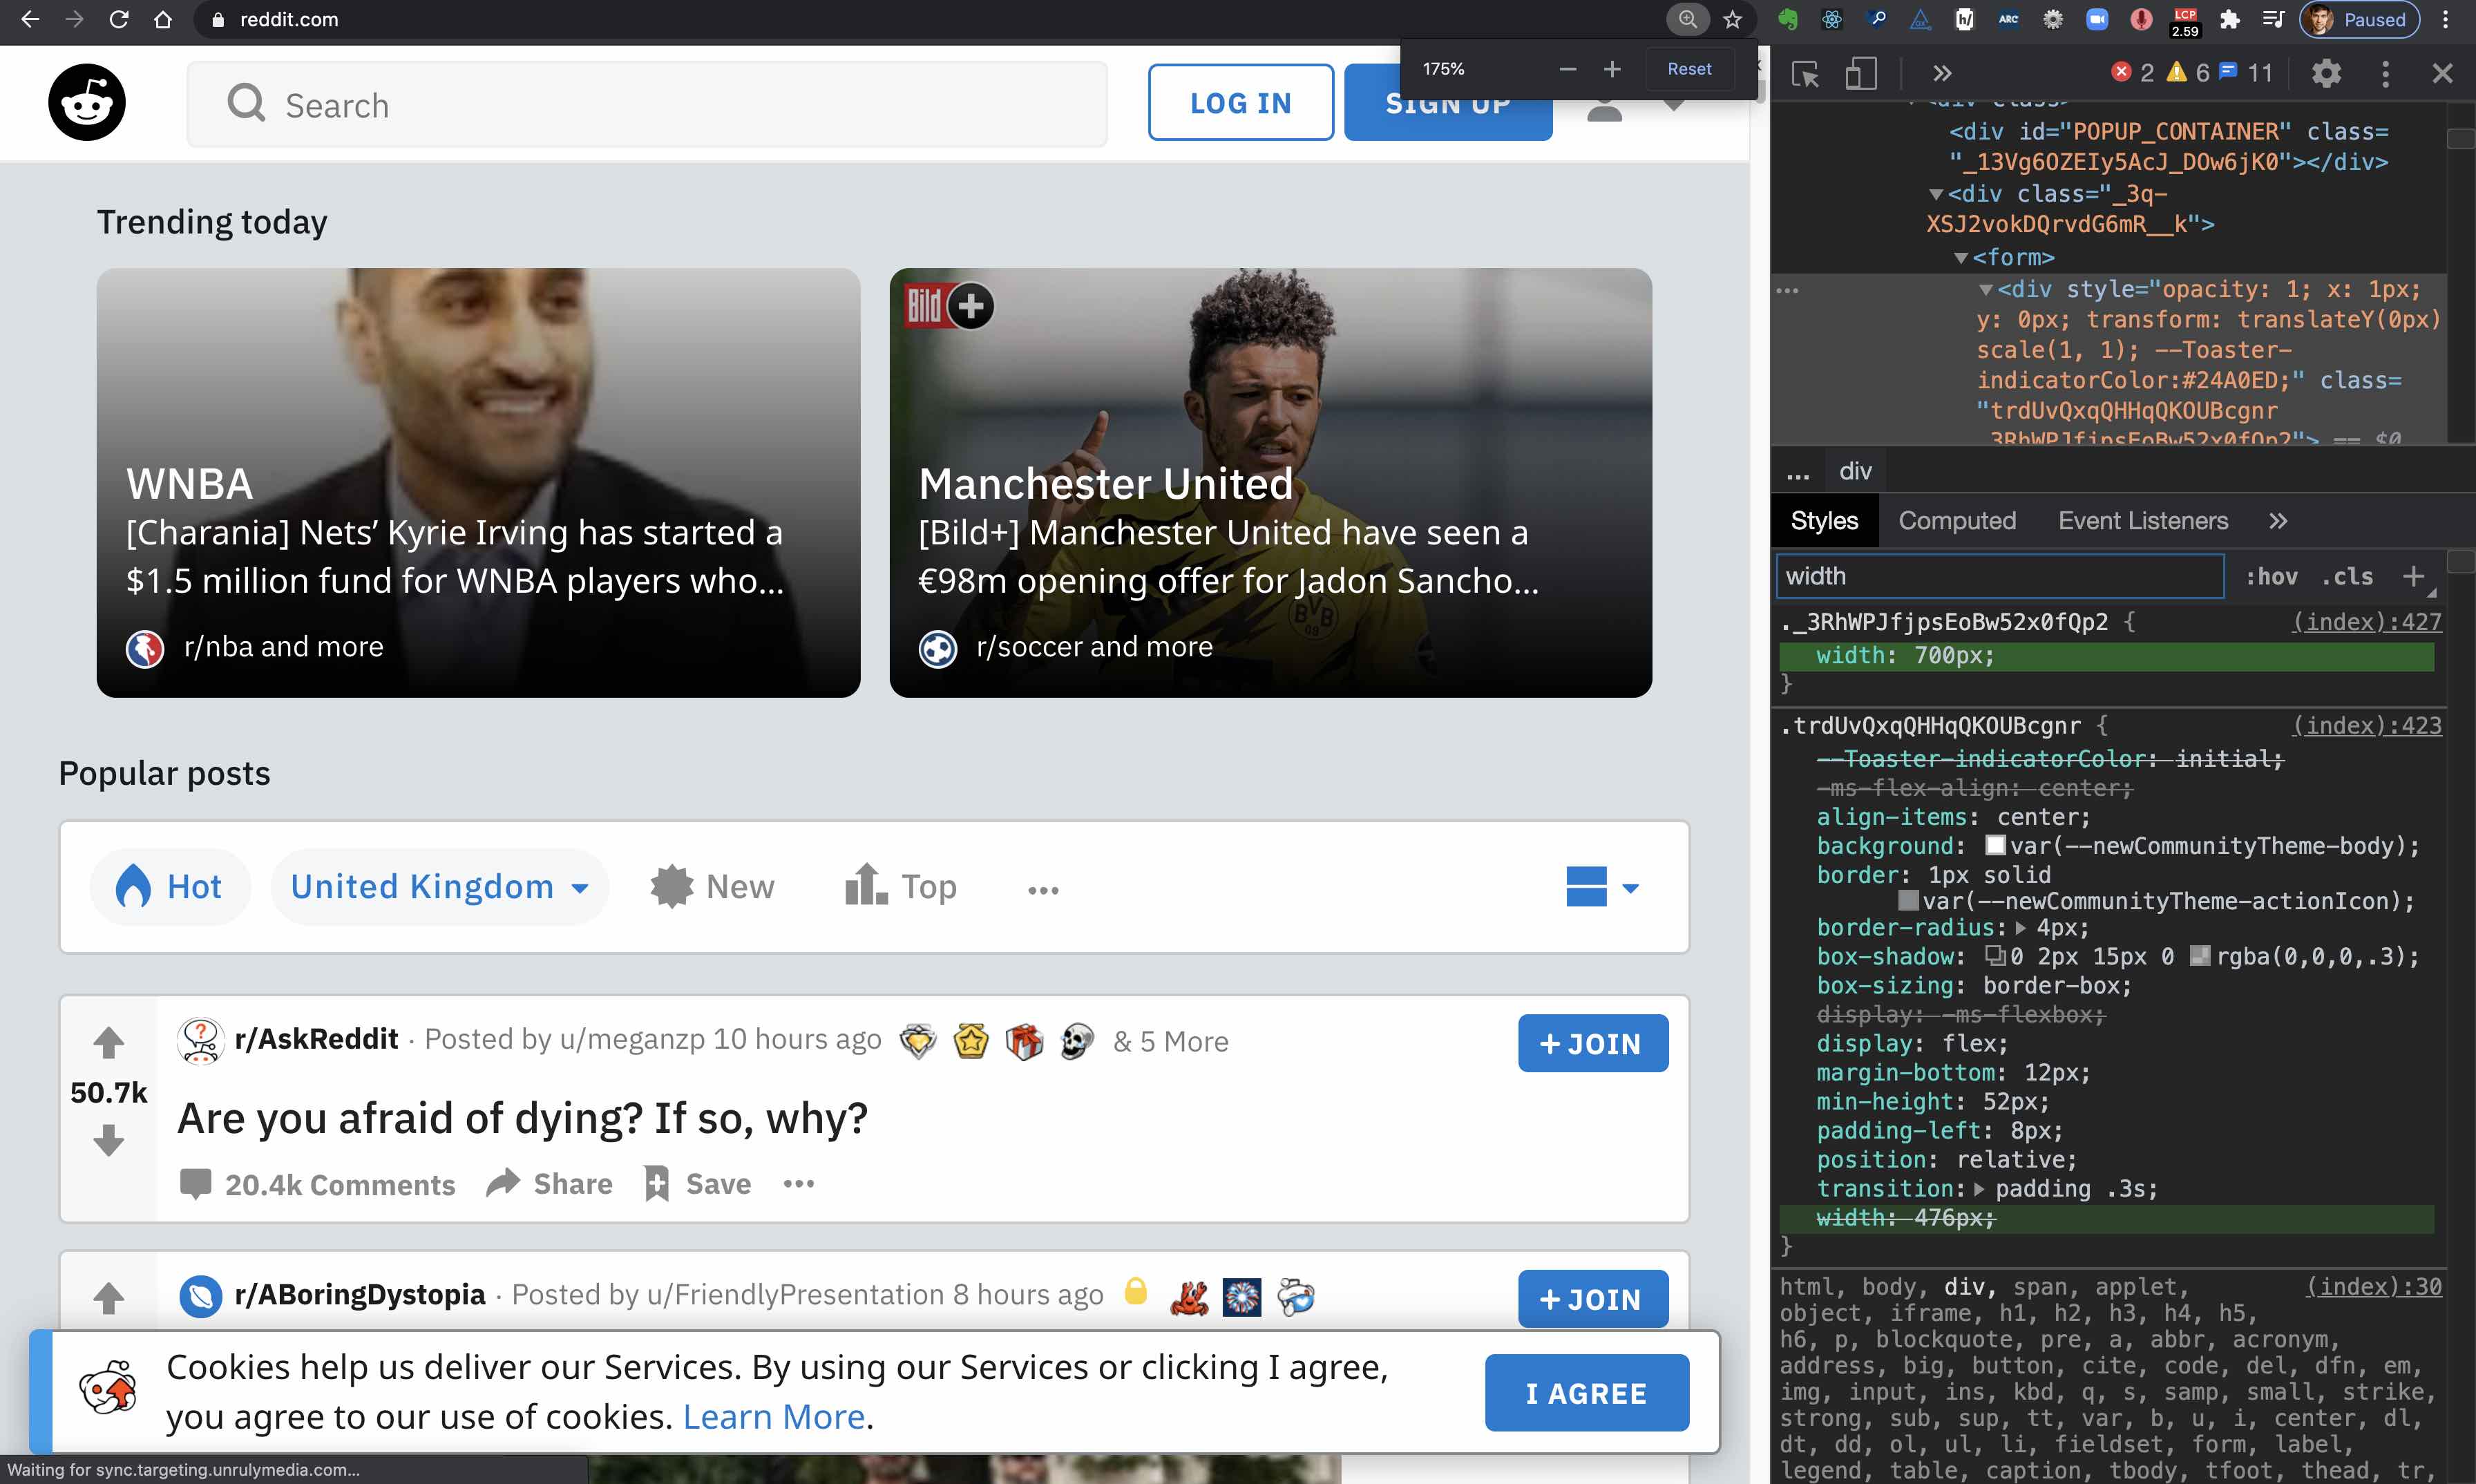 reddit.com
LCP
2.59
h/
ARC
Paused
175%
Reset
2 6 11
Search
LOG IN
SIGN UP
Trending today
Bild
WNBA
[Charania] Nets’ Kyrie Irving has started a
$1.5 million fund for WNBA players who...
r/nba and more
Manchester United
[Bild+] Manchester United have seen a
€98m opening offer for Jadon Sancho...
BVB
09
r/soccer and more
Popular posts
Hot
United Kingdom
New
Top
...
r/AskReddit · Posted by u/meganzp 10 hours ago
& 5 More
+ JOIN
50.7k
Are you afraid of dying? If so, why?
20.4k Comments
Share
Save
...
r/ABoringDystopia · Posted by u/FriendlyPresentation 8 hours ago
+ JOIN
Cookies help us deliver our Services. By using our Services or clicking I agree,
you agree to our use of cookies. Learn More.
I AGREE
Waiting for sync.targeting.unrulymedia.com...
<div class>
<div id="POPUP_CONTAINER" class=
"_13Vg6OZEIy5AcJ_DOw6jK0"></div>
<div class="_3q-
XSJ2vokDQrvdG6mR__k">
<form>
...
<div style="opacity: 1; x: 1px;
y: 0px; transform: translateY(0px)
scale(1, 1); --Toaster-
indicatorColor:#24A0ED;" class=
"trdUvQxqQHHqQKOUBcgnr
_3RhWPJfjpsEoBw52x0fQp2"> == $0
... div
Styles
Computed
Event Listeners
width
:hov .cls +
._3RhWPJfjpsEoBw52x0fQp2 {
(index):427
width: 700px;
}
.trdUvQxqQHHqQKOUBcgnr {
(index):423
--Toaster-indicatorColor: initial;
-ms-flex-align: center;
align-items: center;
background: var(--newCommunityTheme-body);
border: 1px solid
var(--newCommunityTheme-actionIcon);
border-radius: 4px;
box-shadow: 0 2px 15px 0 rgba(0,0,0,.3);
box-sizing: border-box;
display: -ms-flexbox;
display: flex;
margin-bottom: 12px;
min-height: 52px;
padding-left: 8px;
position: relative;
transition: padding .3s;
width: 476px;
}
html, body, div, span, applet,
(index):30
object, iframe, h1, h2, h3, h4, h5,
h6, p, blockquote, pre, a, abbr, acronym,
address, big, button, cite, code, del, dfn, em,
img, input, ins, kbd, q, s, samp, small, strike,
strong, sub, sup, tt, var, b, u, i, center, dl,
dt, dd, ol, ul, li, fieldset, form, label,
legend, table, caption, tbody, tfoot, thead, tr,